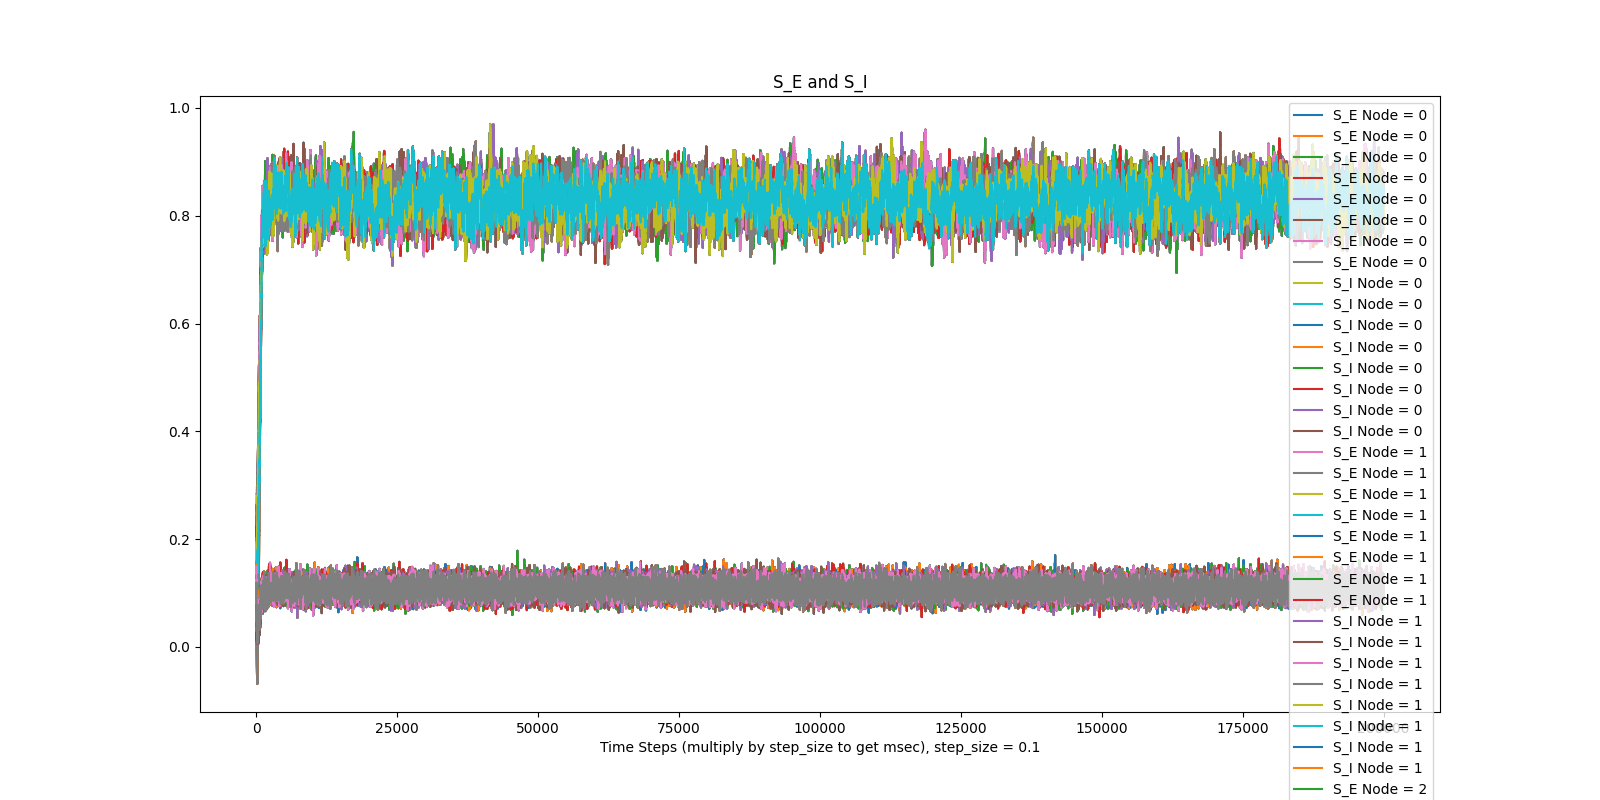 S_E and S_I
1.0
0.8
0.6
0.4
0.2
0.0
0
25000
50000
75000
100000
125000
150000
175000
Time Steps (multiply by step_size to get msec), step_size = 0.1
S_E Node = 0
S_E Node = 0
S_E Node = 0
S_E Node = 0
S_E Node = 0
S_E Node = 0
S_E Node = 0
S_E Node = 0
S_I Node = 0
S_I Node = 0
S_I Node = 0
S_I Node = 0
S_I Node = 0
S_I Node = 0
S_I Node = 0
S_I Node = 0
S_E Node = 1
S_E Node = 1
S_E Node = 1
S_E Node = 1
S_E Node = 1
S_E Node = 1
S_E Node = 1
S_E Node = 1
S_I Node = 1
S_I Node = 1
S_I Node = 1
S_I Node = 1
S_I Node = 1
S_I Node = 1
S_I Node = 1
S_I Node = 1
S_E Node = 2